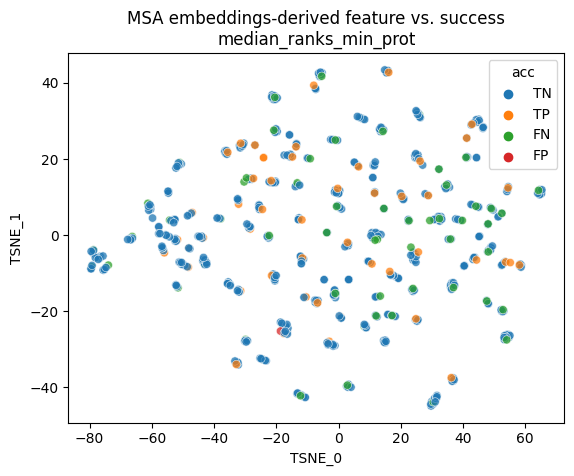 MSA embeddings-derived feature vs. success
median_ranks_min_prot
acc
TN
TP
FN
FP
40
20
0
−20
−40
TSNE_1
−80
−60
−40
−20
0
20
40
60
TSNE_0